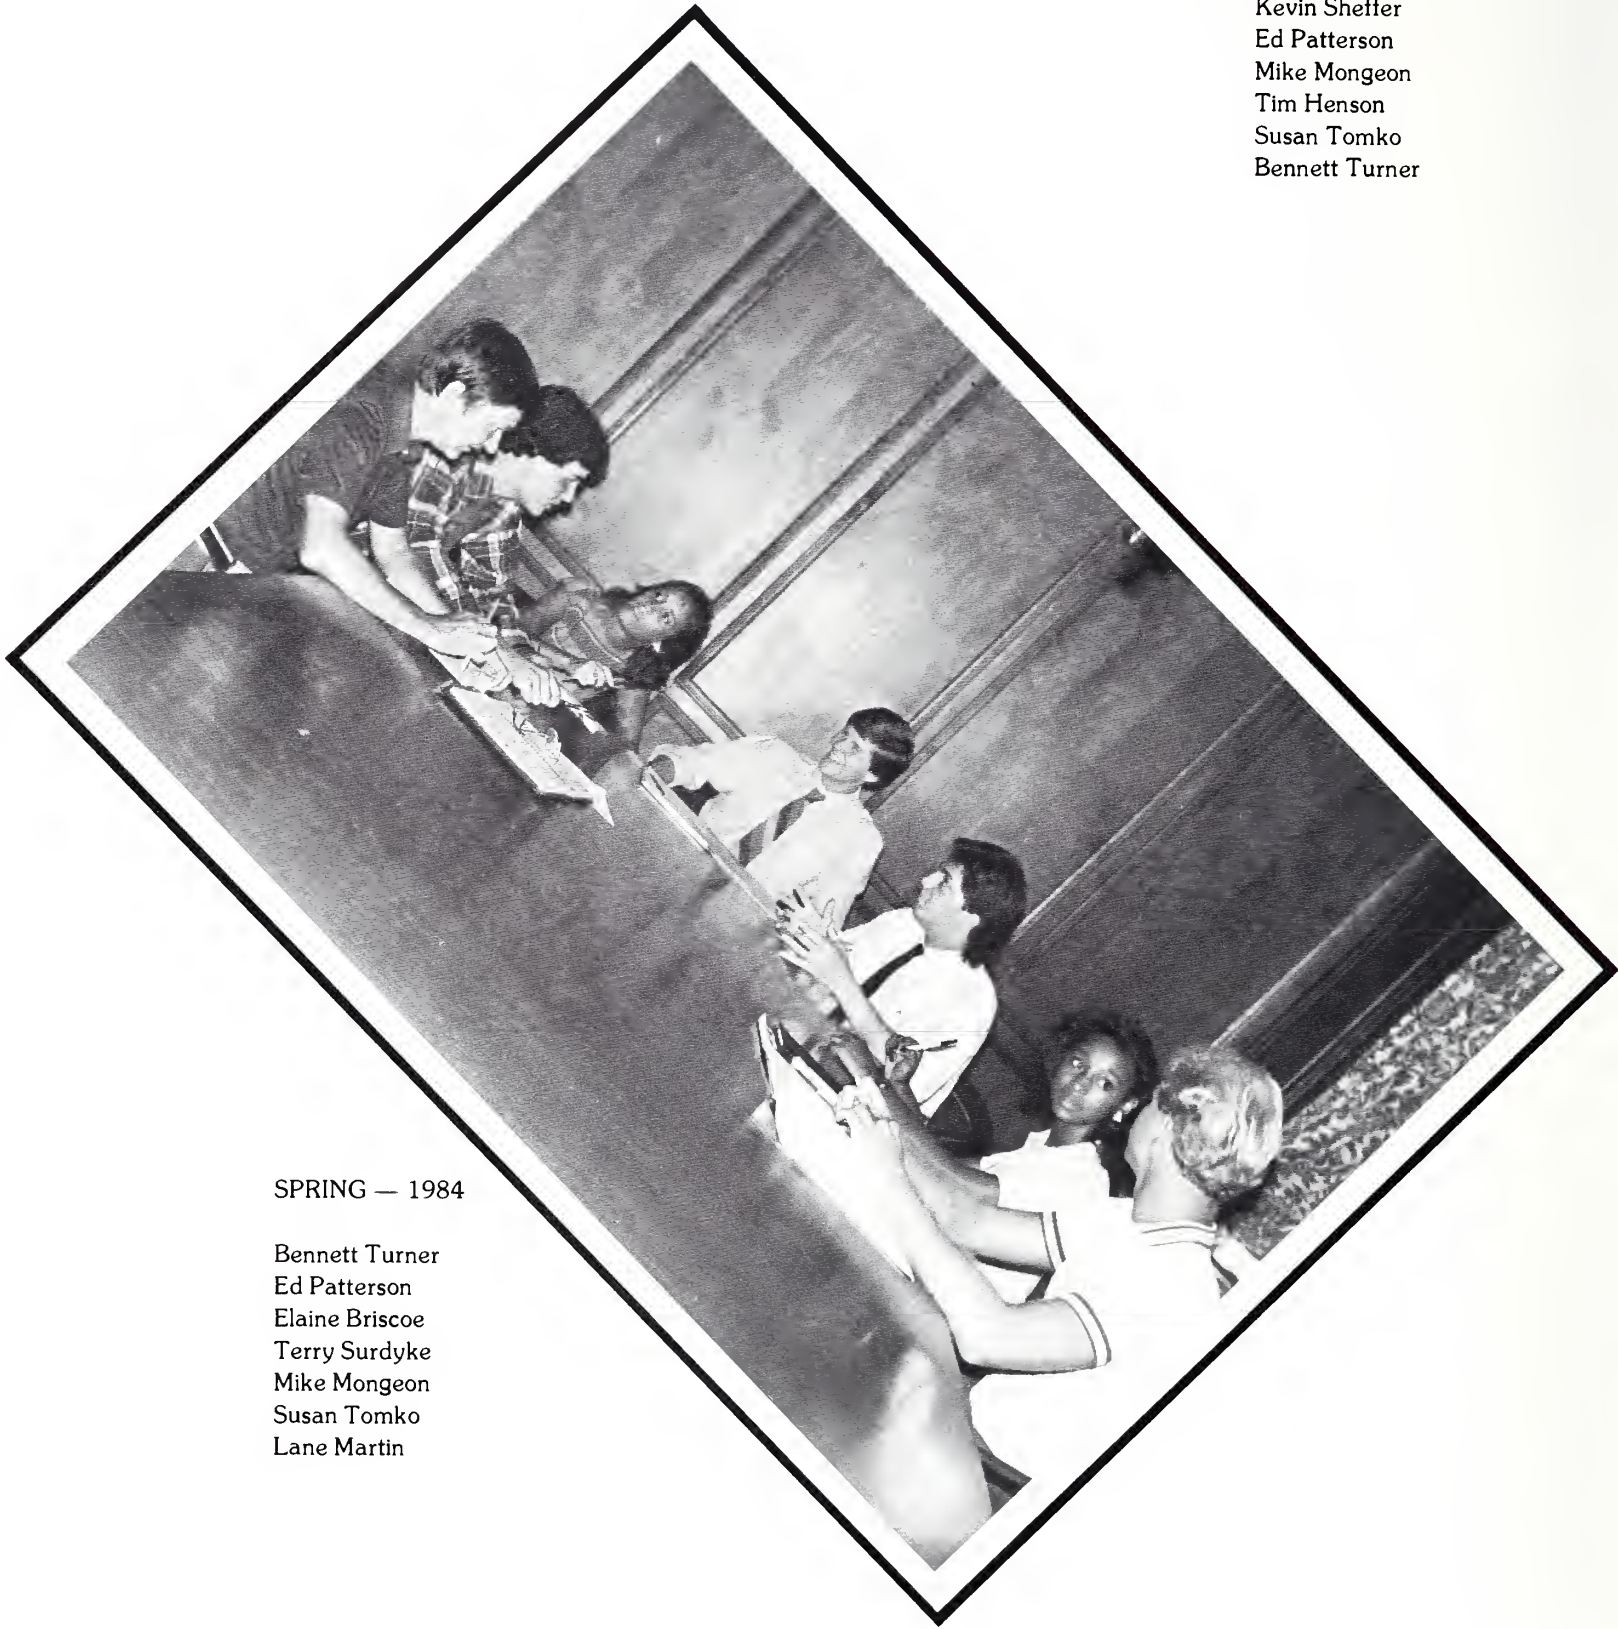 Kevin Sheffer
Ed Patterson
Mike Mongeon
Tim Henson
Susan Tomko
Bennett Turner
SPRING — 1984
Bennett Turner
Ed Patterson
Elaine Briscoe
Terry Surdyke
Mike Mongeon
Susan Tomko
Lane Martin